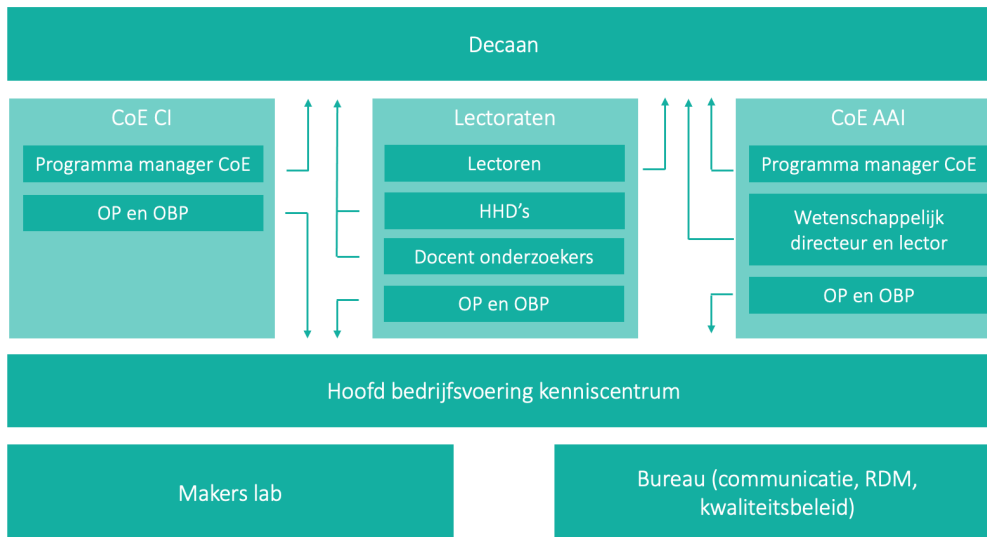 Decaan
CoE CI
Programma manager CoE
OP en OBP
Lectoraten
Lectoren
HHD's
Docent onderzoekers
OP en OBP
CoE AAI
Programma manager CoE
Wetenschappelijk
directeur en lector
OP en OBP
Hoofd bedrijfsvoering kenniscentrum
Makers lab
Bureau (communicatie, RDM,
kwaliteitsbeleid)